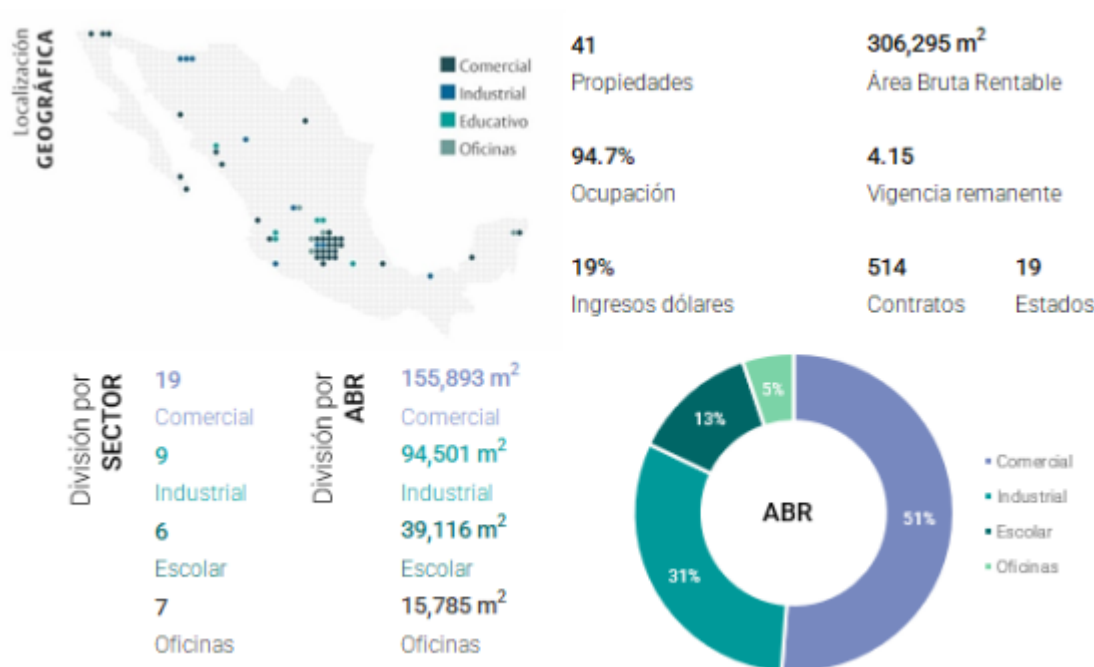 Localización
GEOGRÁFICA
Comercial
Industrial
Educativo
Oficinas
41
Propiedades
306,295 m²
Área Bruta Rentable
94.7%
Ocupación
4.15
Vigencia remanente
19%
Ingresos dólares
514
Contratos
19
Estados
División por
SECTOR
19
Comercial
9
Industrial
6
Escolar
7
Oficinas
División por
ABR
155,893 m²
Comercial
94,501 m²
Industrial
39,116 m²
Escolar
15,785 m²
Oficinas
5%
13%
31%
51%
ABR
Comercial
Industrial
Escolar
Oficinas